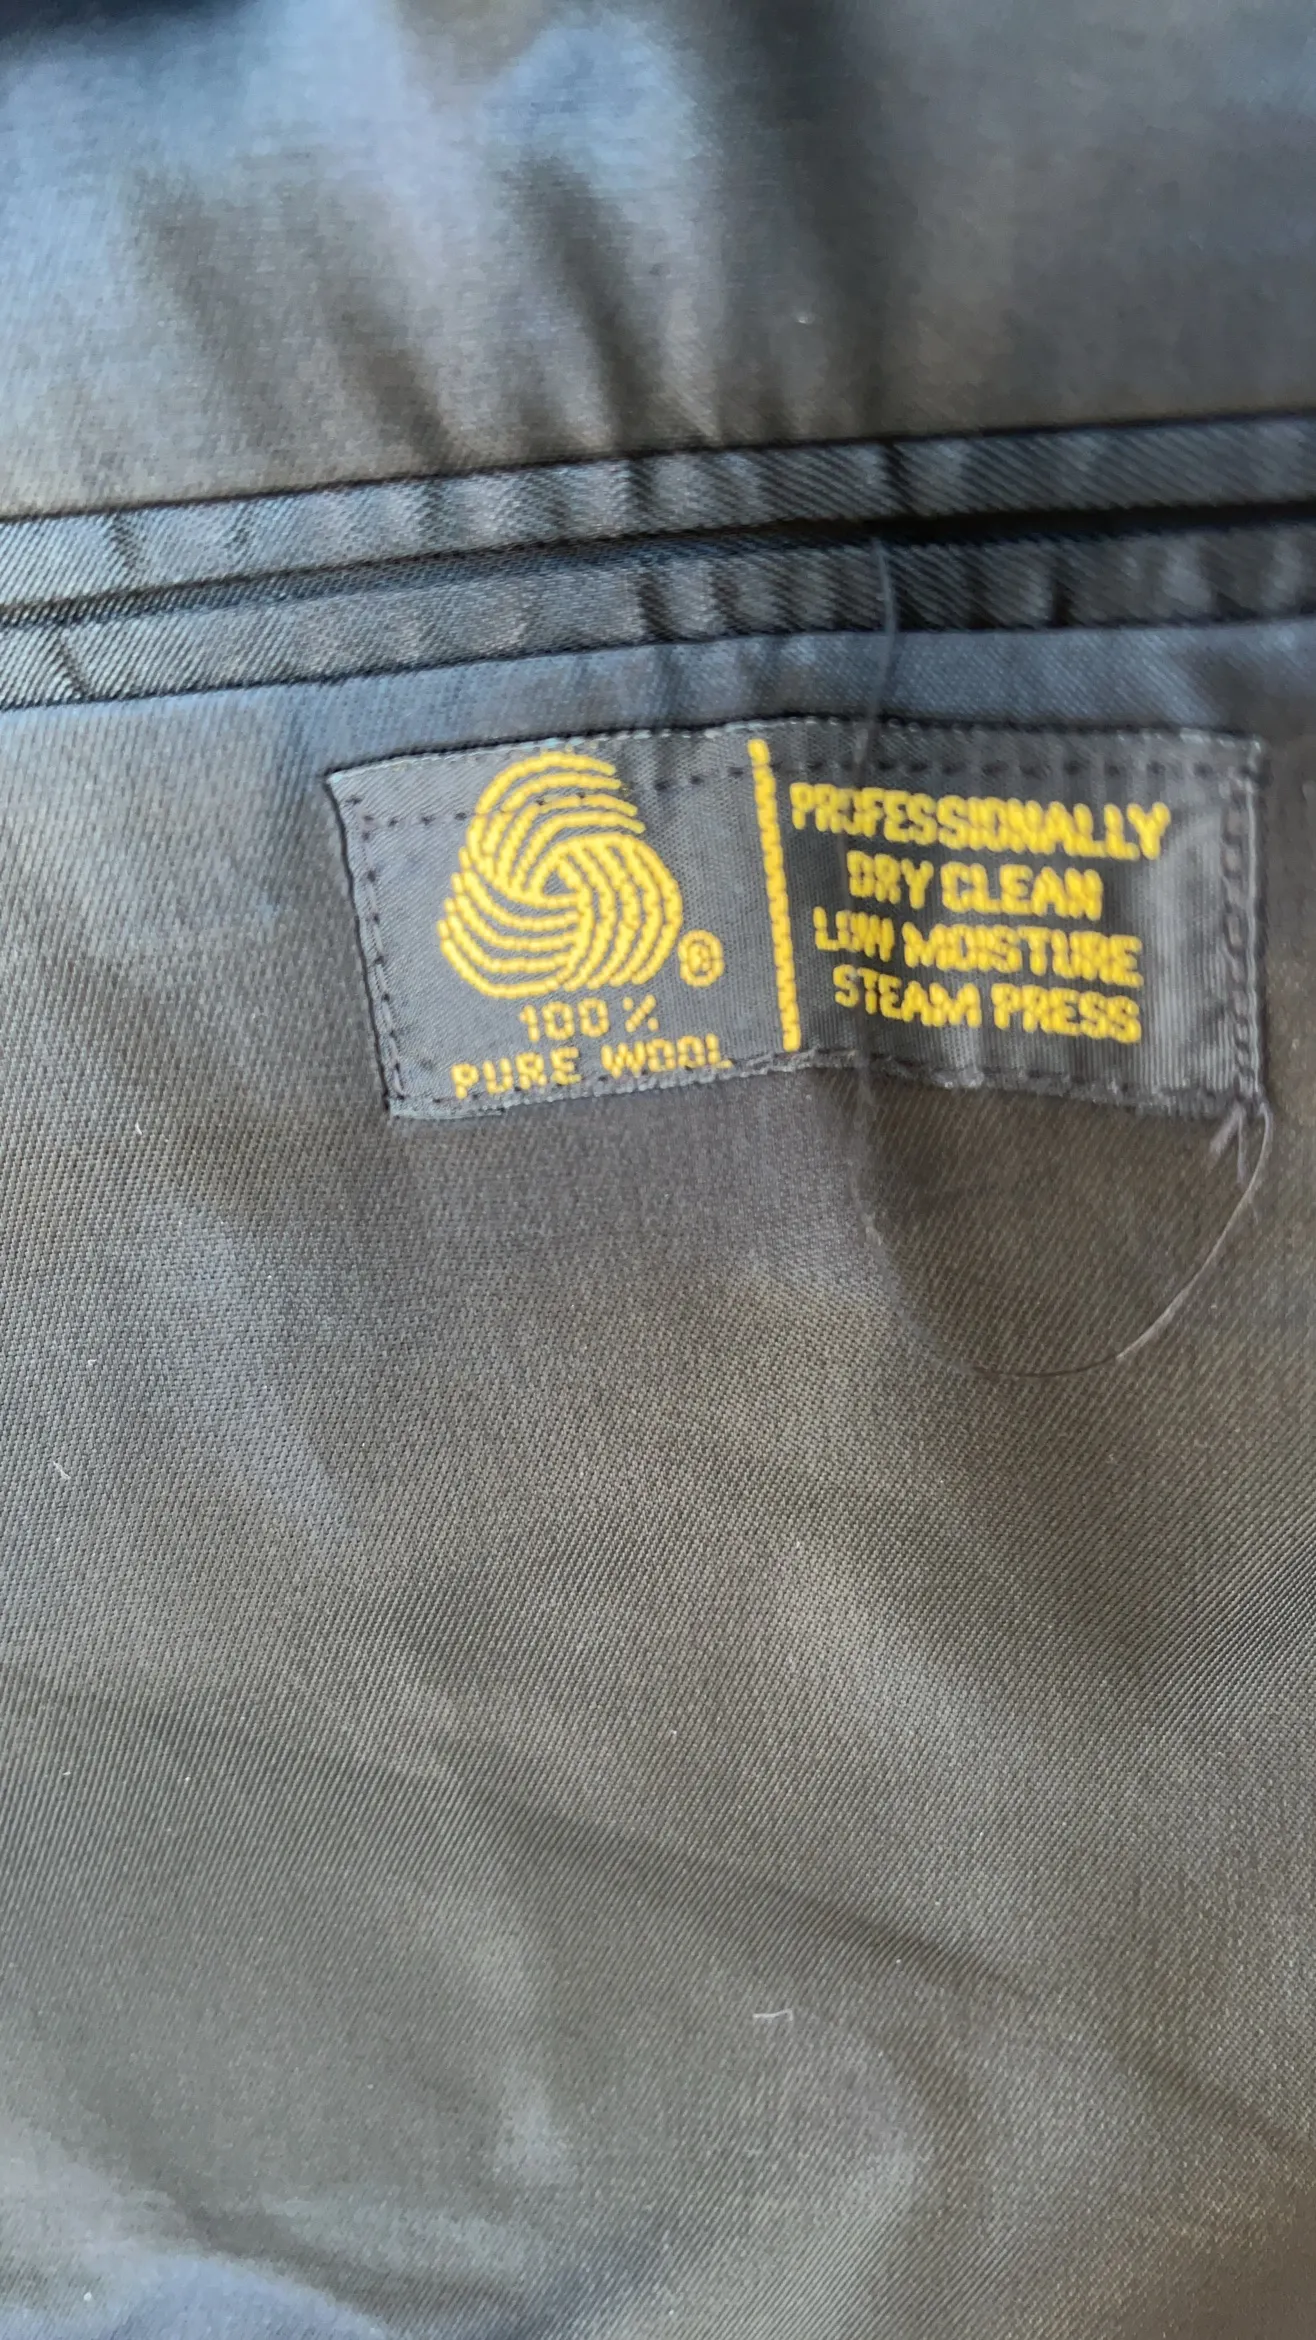 ®
100%
PURE WOOL
PROFESSIONALLY
DRY CLEAN
LOW MOISTURE
STEAM PRESS